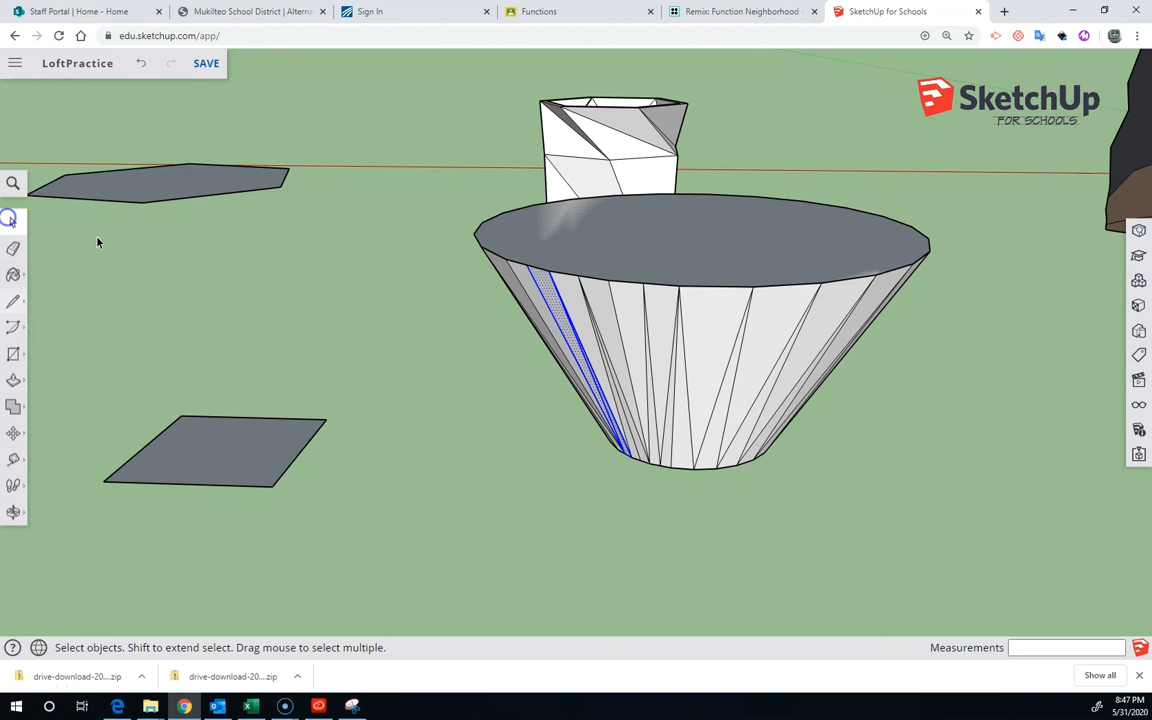 Staff Portal | Home - Home
Mukilteo School District | Alterna
Sign In
Functions
Remix: Function Neighborhood -
SketchUp for Schools
edu.sketchup.com/app/
LoftPractice
SAVE
SketchUp
FOR SCHOOLS
Select objects. Shift to extend select. Drag mouse to select multiple.
Measurements
drive-download-20....zip
drive-download-20....zip
Show all
8:47 PM
5/31/2020